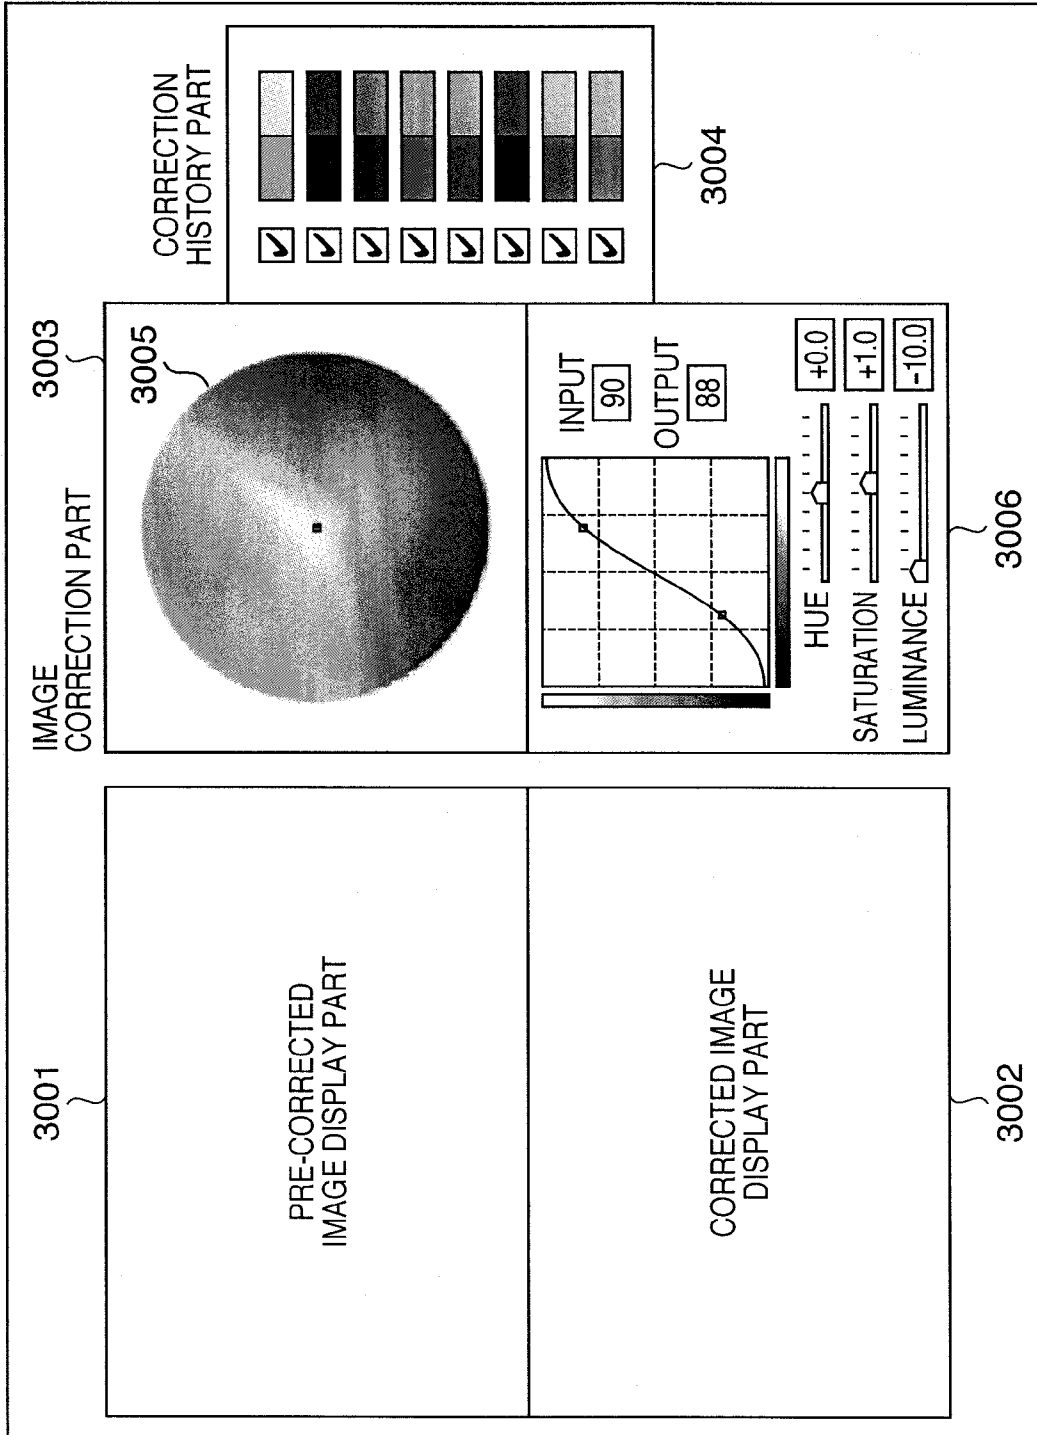 3001
PRE-CORRECTED
IMAGE DISPLAY PART
CORRECTED IMAGE
DISPLAY PART
3002
IMAGE
CORRECTION PART
3003
3005
INPUT
90
OUTPUT
88
HUE
+0.0
SATURATION
+1.0
LUMINANCE
-10.0
3006
CORRECTION
HISTORY PART
3004